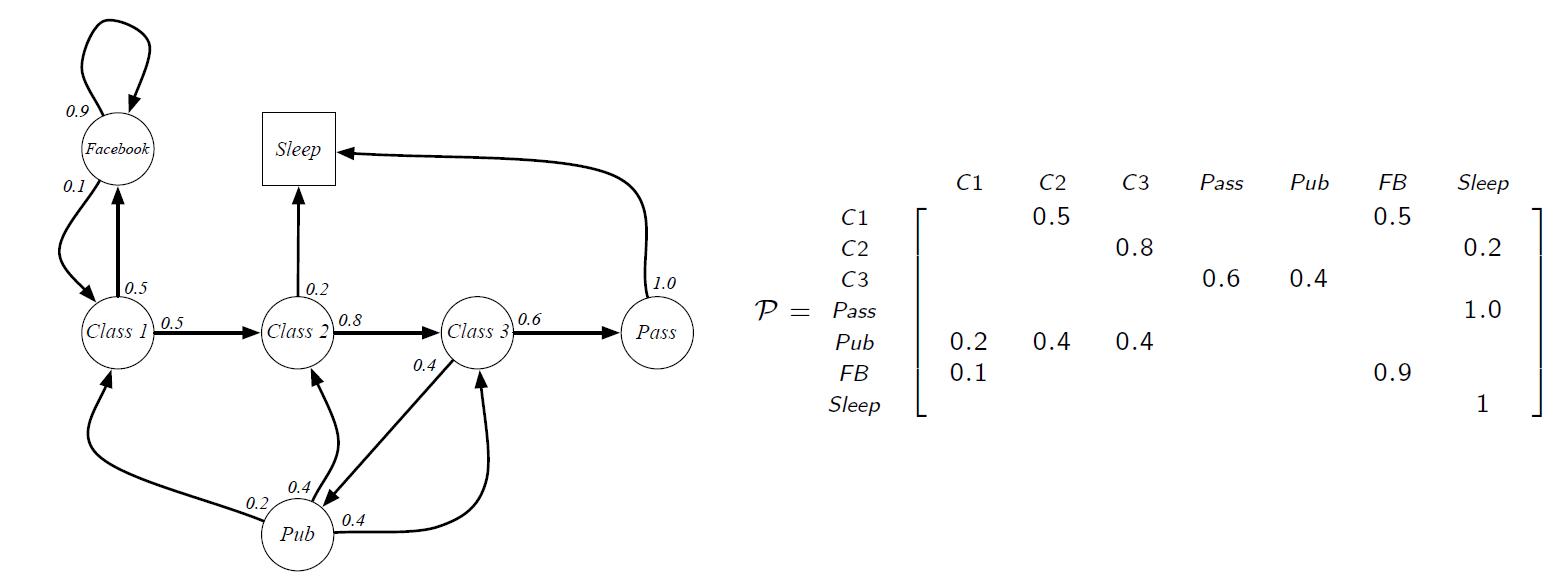 0.9
Facebook
Sleep
0.1
0.5
0.2
1.0
Class 1
0.5
Class 2
0.8
Class 3
0.6
Pass
0.4
0.4
0.2
0.4
Pub
C1 C2 C3 Pass Pub FB Sleep
C1 0.5 0.5
C2 0.8 0.2
C3 0.6 0.4
P = Pass 1.0
Pub 0.2 0.4 0.4
FB 0.1 0.9
Sleep 1